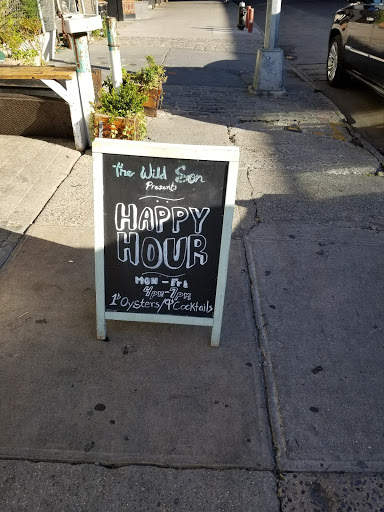 The Wild Son
Presents
HAPPY
HOUR
MON - Fri
4pm-7pm
1$ Oysters/9$ Cocktails